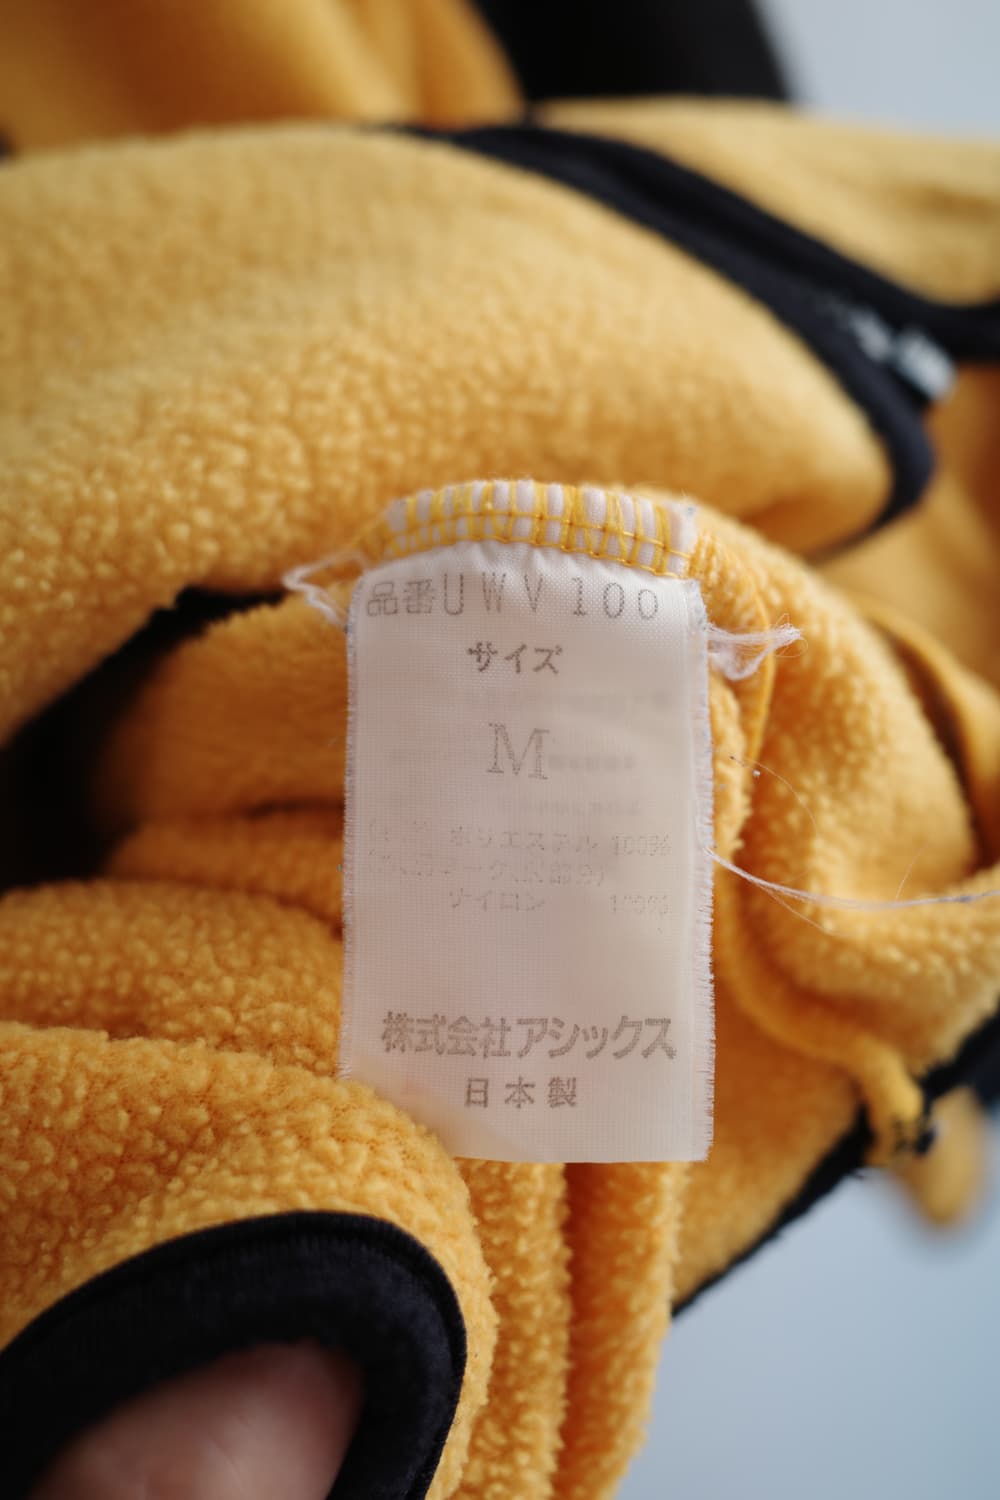 品番UWV100
サイズ
M
ポリエステル 100%
ナイロン 100%
株式会社アシックス
日本製